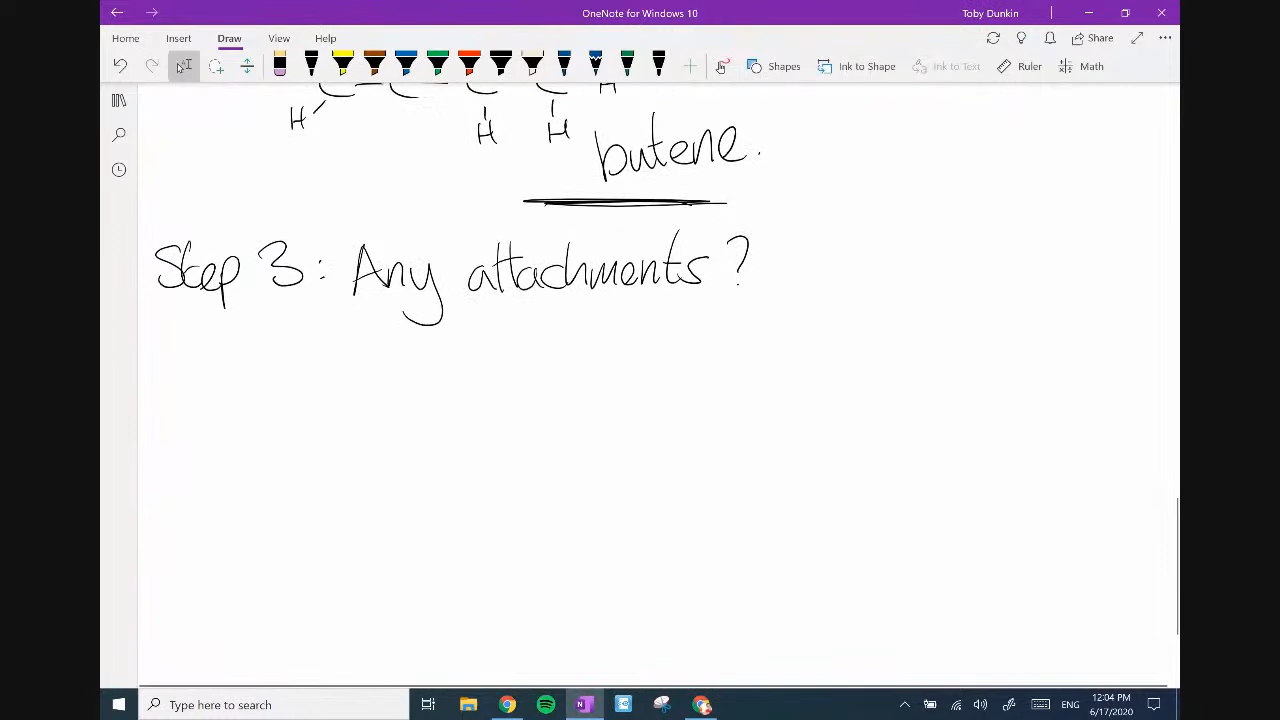 OneNote for Windows 10
Toby Dunkin
Home Insert Draw View Help
Share
Shapes Ink to Shape Ink to Text Ruler Math
H
H
H H
butene.
Step 3: Any attachments?
Type here to search
ENG
12:04 PM
6/17/2020